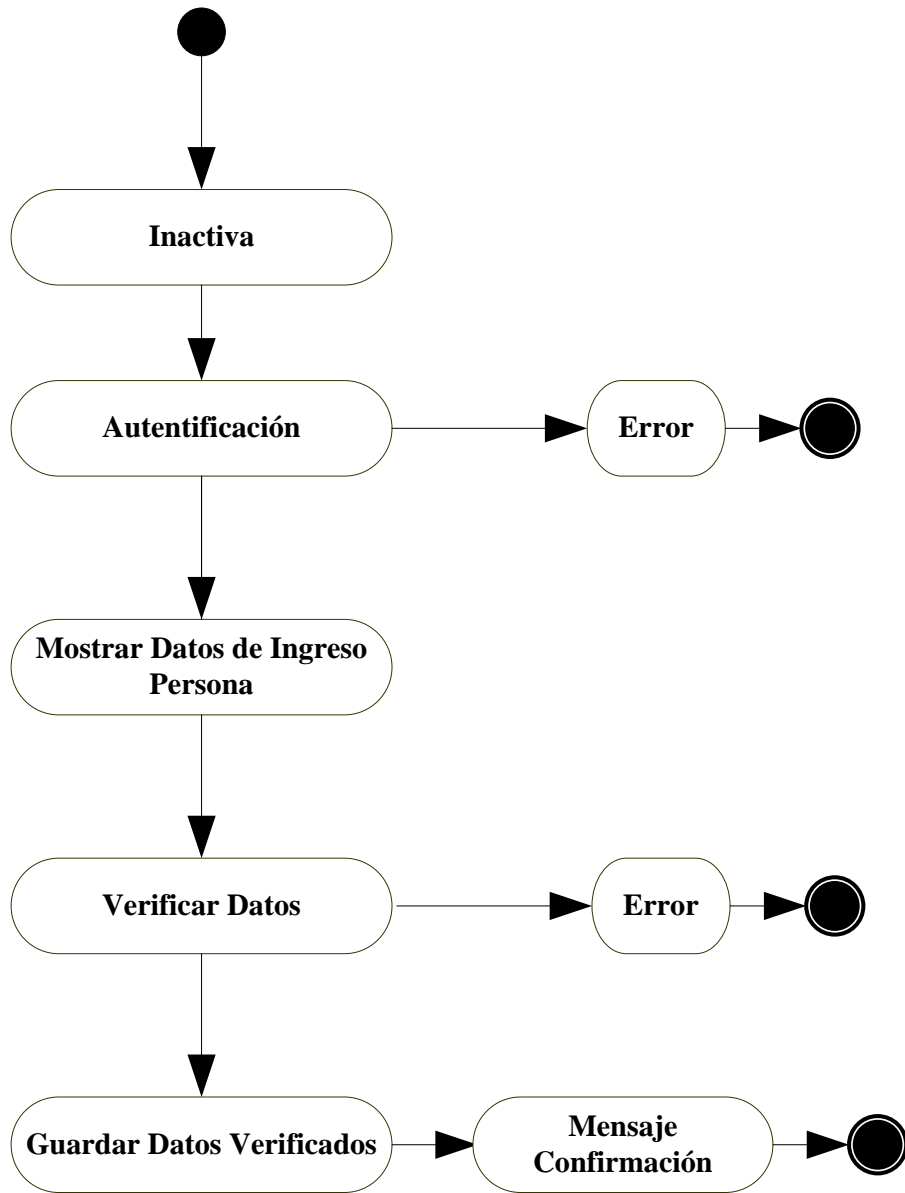 Inactiva
Autentificación
Error
Mostrar Datos de Ingreso
Persona
Verificar Datos
Error
Guardar Datos Verificados
Mensaje
Confirmación